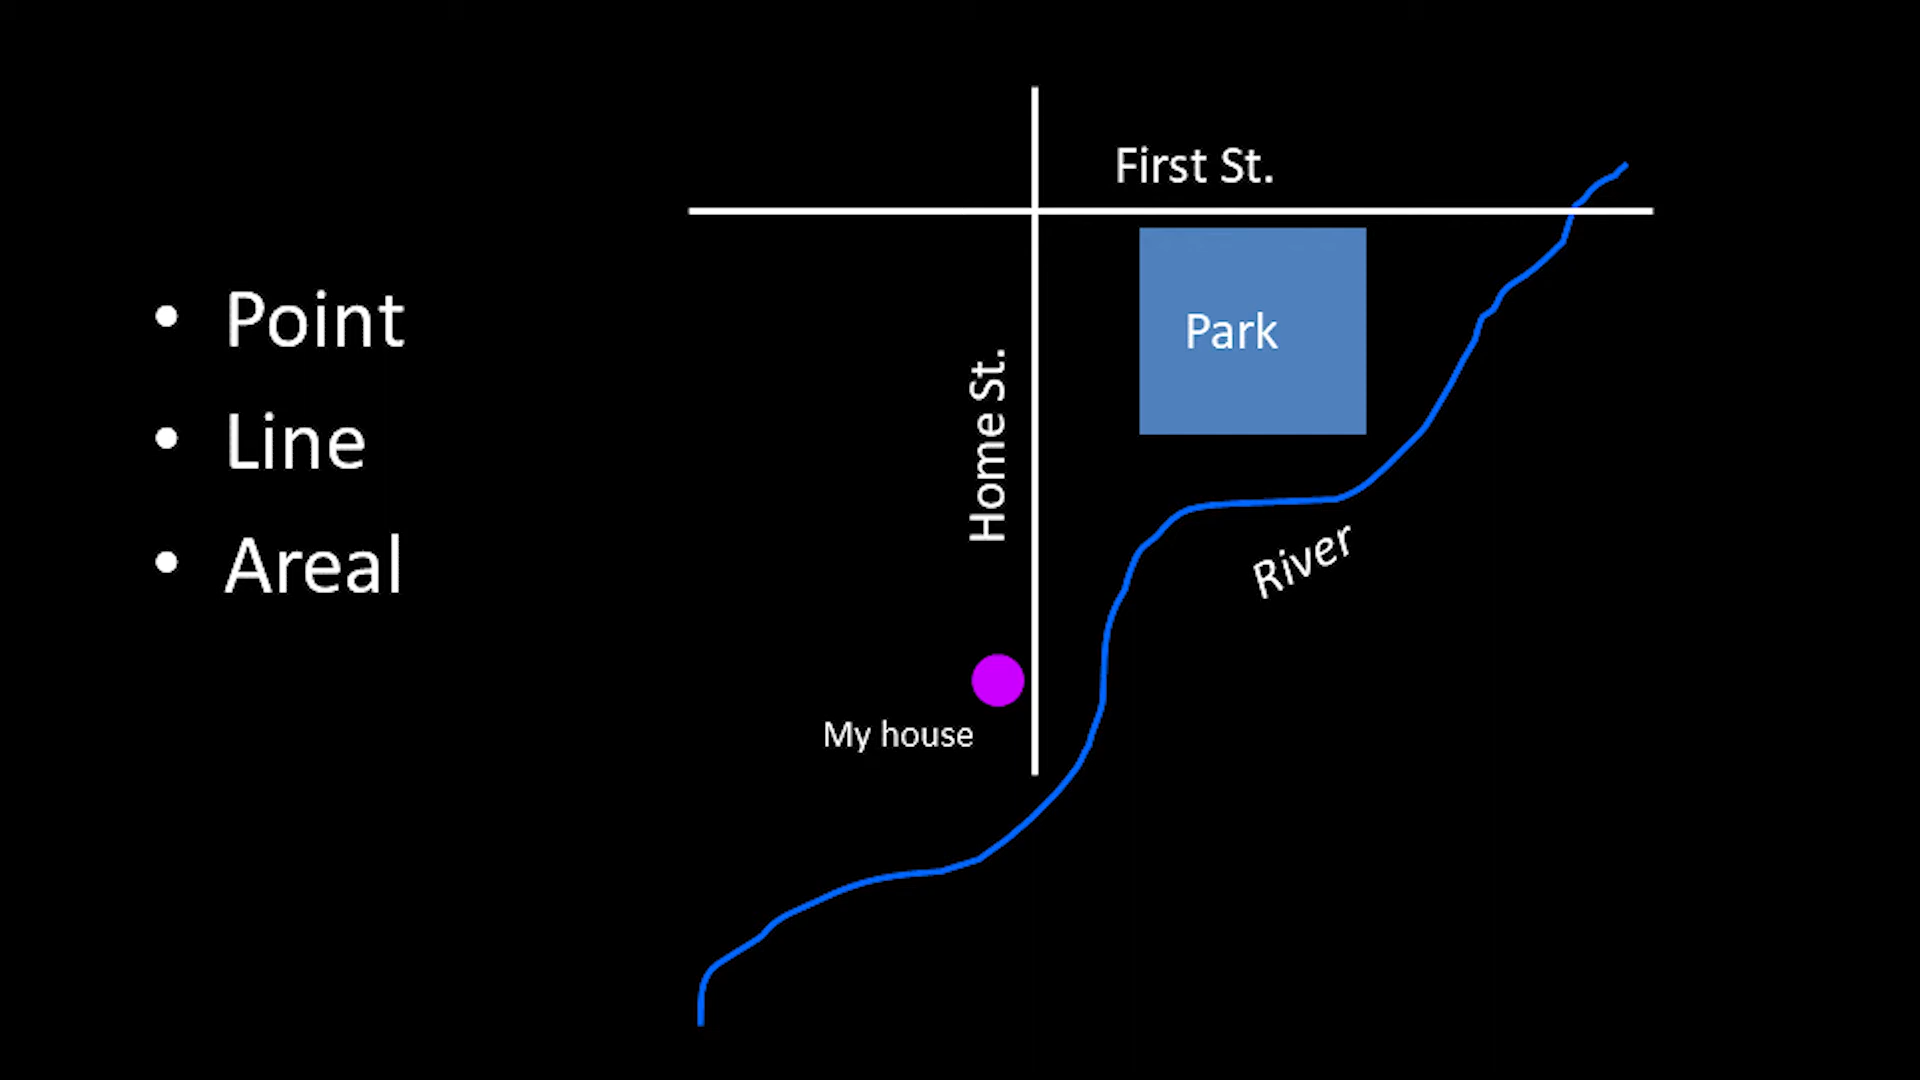 • Point
• Line
• Areal
First St.
Park
Home St.
River
My house